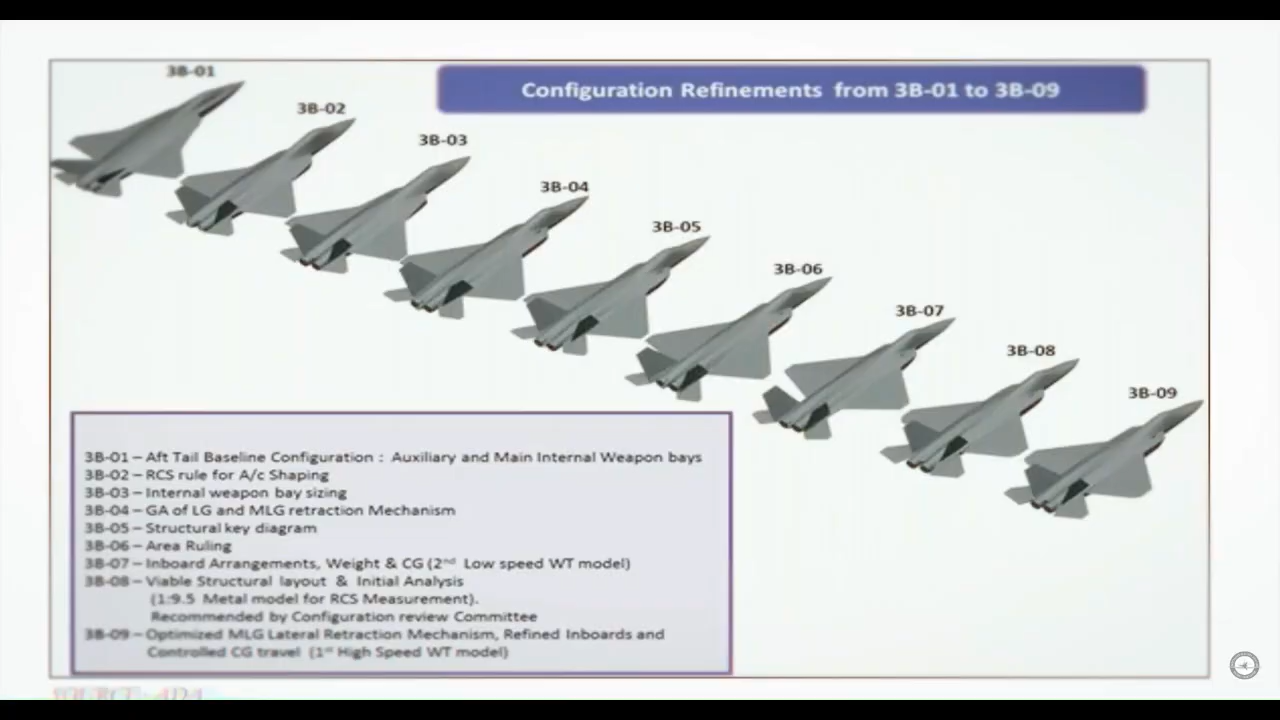 3B-01
Configuration Refinements from 3B-01 to 3B-09
3B-02
3B-03
3B-04
3B-05
3B-06
3B-07
3B-08
3B-09
3B-01 – Aft Tail Baseline Configuration : Auxiliary and Main Internal Weapon bays
3B-02 – RCS rule for A/c Shaping
3B-03 – Internal weapon bay sizing
3B-04 – GA of LG and MLG retraction Mechanism
3B-05 – Structural key diagram
3B-06 – Area Ruling
3B-07 – Inboard Arrangements, Weight & CG (2nd Low speed WT model)
3B-08 – Viable Structural layout & Initial Analysis
(1:9.5 Metal model for RCS Measurement).
Recommended by Configuration review Committee
3B-09 – Optimized MLG Lateral Retraction Mechanism, Refined Inboards and
Controlled CG travel (1st High Speed WT model)
SOURCE - ADA